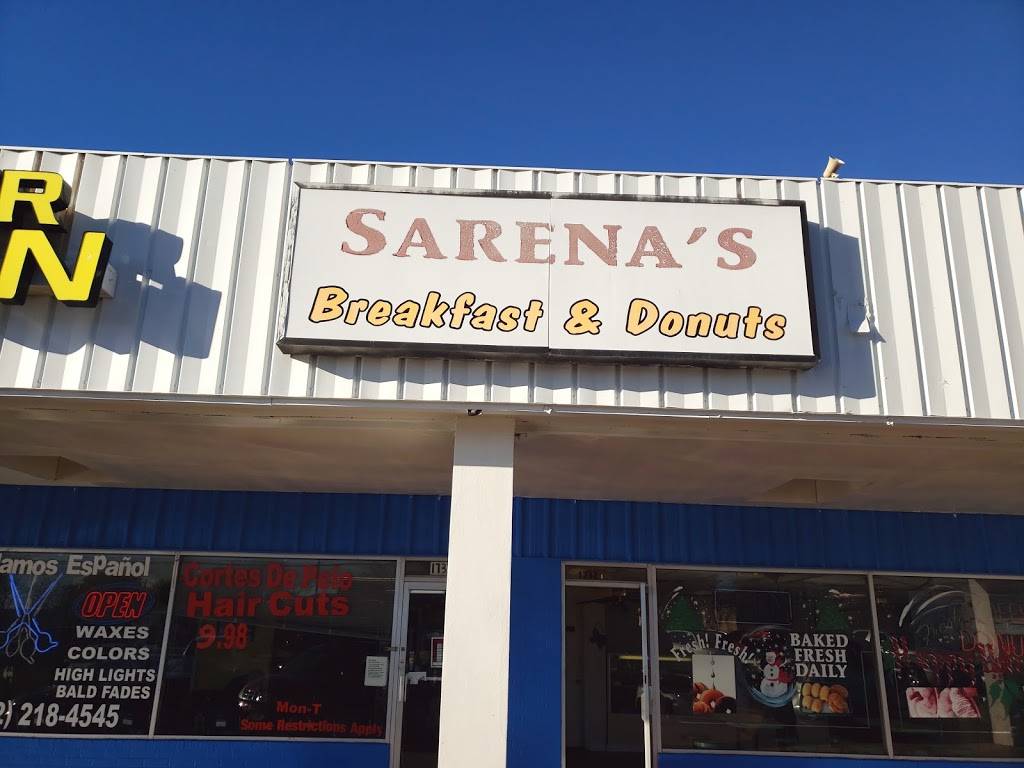 R
N
SARENA'S
Breakfast & Donuts
amos EsPañol
OPEN
WAXES
COLORS
HIGH LIGHTS
BALD FADES
218-4545
Cortes De Pelo
Hair Cuts
9.98
Mon-T
Some Restrictions Apply
Fresh! Fresh!
BAKED
FRESH
DAILY